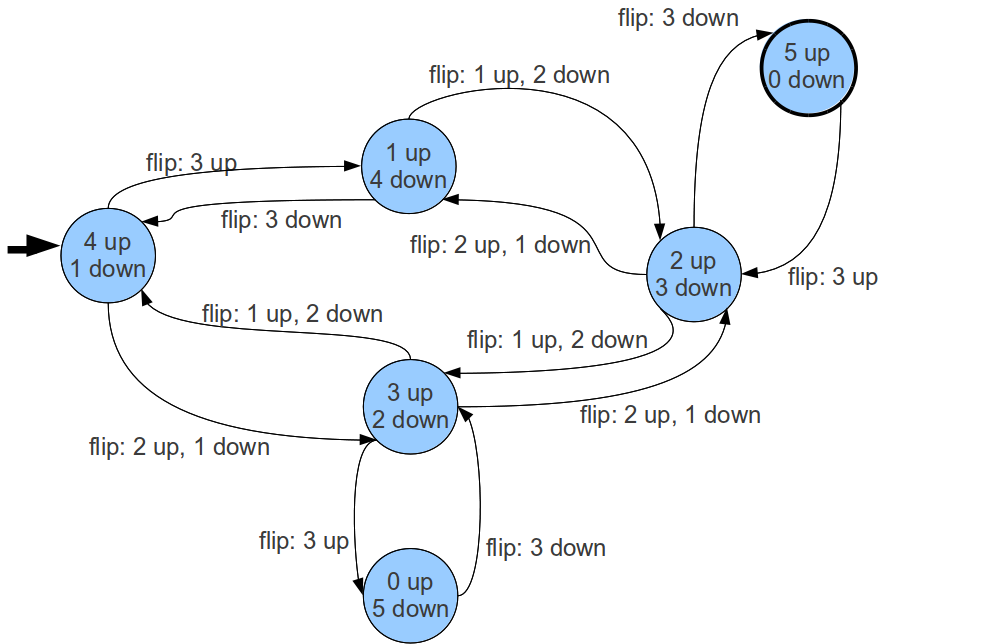 flip: 3 down
5 up
0 down
flip: 1 up, 2 down
1 up
4 down
flip: 3 up
flip: 3 down
flip: 2 up, 1 down
4 up
1 down
2 up
3 down
flip: 3 up
flip: 1 up, 2 down
flip: 1 up, 2 down
3 up
2 down
flip: 2 up, 1 down
flip: 2 up, 1 down
flip: 3 up
flip: 3 down
0 up
5 down